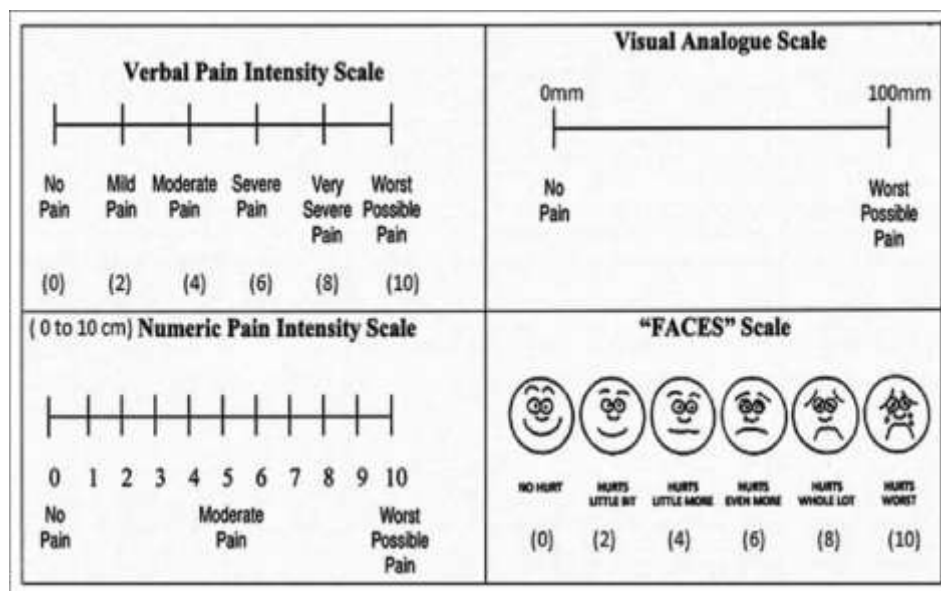 Verbal Pain Intensity Scale
No Pain
Mild Pain
Moderate Pain
Severe Pain
Very Severe Pain
Worst Possible Pain
(0) (2) (4) (6) (8) (10)
Visual Analogue Scale
0mm 100mm
No Pain
Worst Possible Pain
( 0 to 10 cm) Numeric Pain Intensity Scale
0 1 2 3 4 5 6 7 8 9 10
No Pain
Moderate Pain
Worst Possible Pain
“FACES” Scale
NO HURT
HURTS LITTLE BIT
HURTS LITTLE MORE
HURTS EVEN MORE
HURTS WHOLE LOT
HURTS WORST
(0) (2) (4) (6) (8) (10)